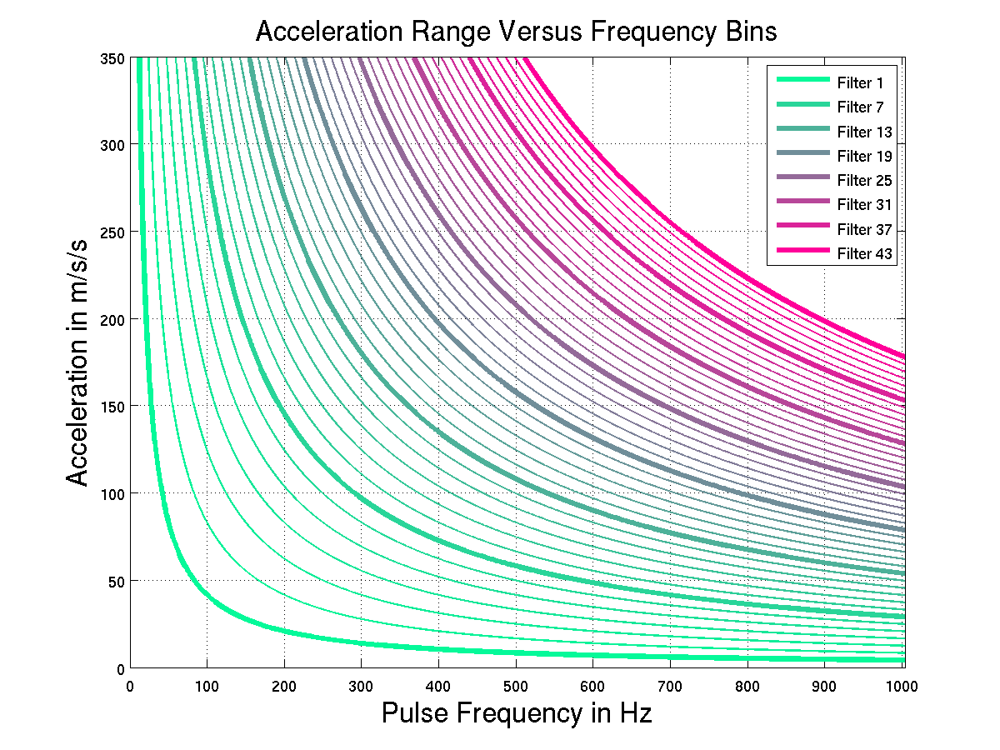 Acceleration Range Versus Frequency Bins
Acceleration in m/s/s
350
300
250
200
150
100
50
0
Filter 1
Filter 7
Filter 13
Filter 19
Filter 25
Filter 31
Filter 37
Filter 43
0 100 200 300 400 500 600 700 800 900 1000
Pulse Frequency in Hz